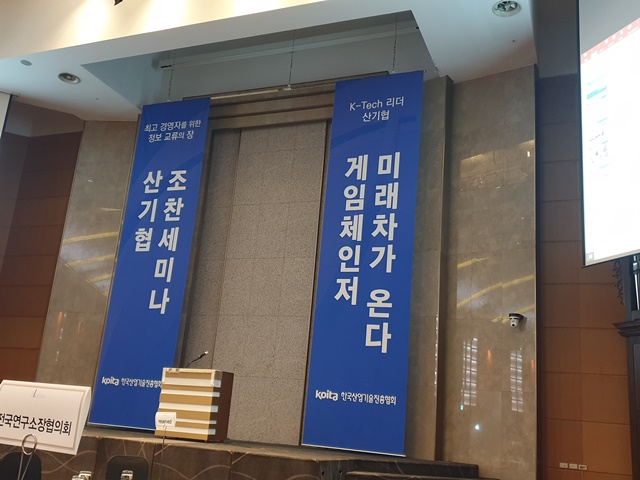 최고 경영자를 위한
정보 교류의 장
산기협
조찬세미나
kpita 한국산업기술진흥협회
K-Tech 리더
산기협
미래차가 온다
게임체인저
kpita 한국산업기술진흥협회
전국연구소장협의회